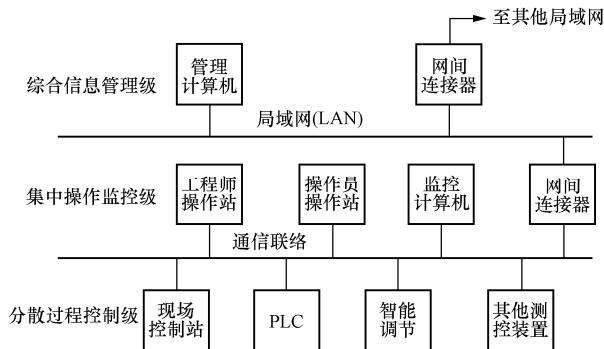 至其他局域网
综合信息管理级
管理
计算机
网间
连接器
局域网(LAN)
集中操作监控级
工程师
操作站
操作员
操作站
监控
计算机
网间
连接器
通信联络
分散过程控制级
现场
控制站
PLC
智能
调节
其他测
控装置